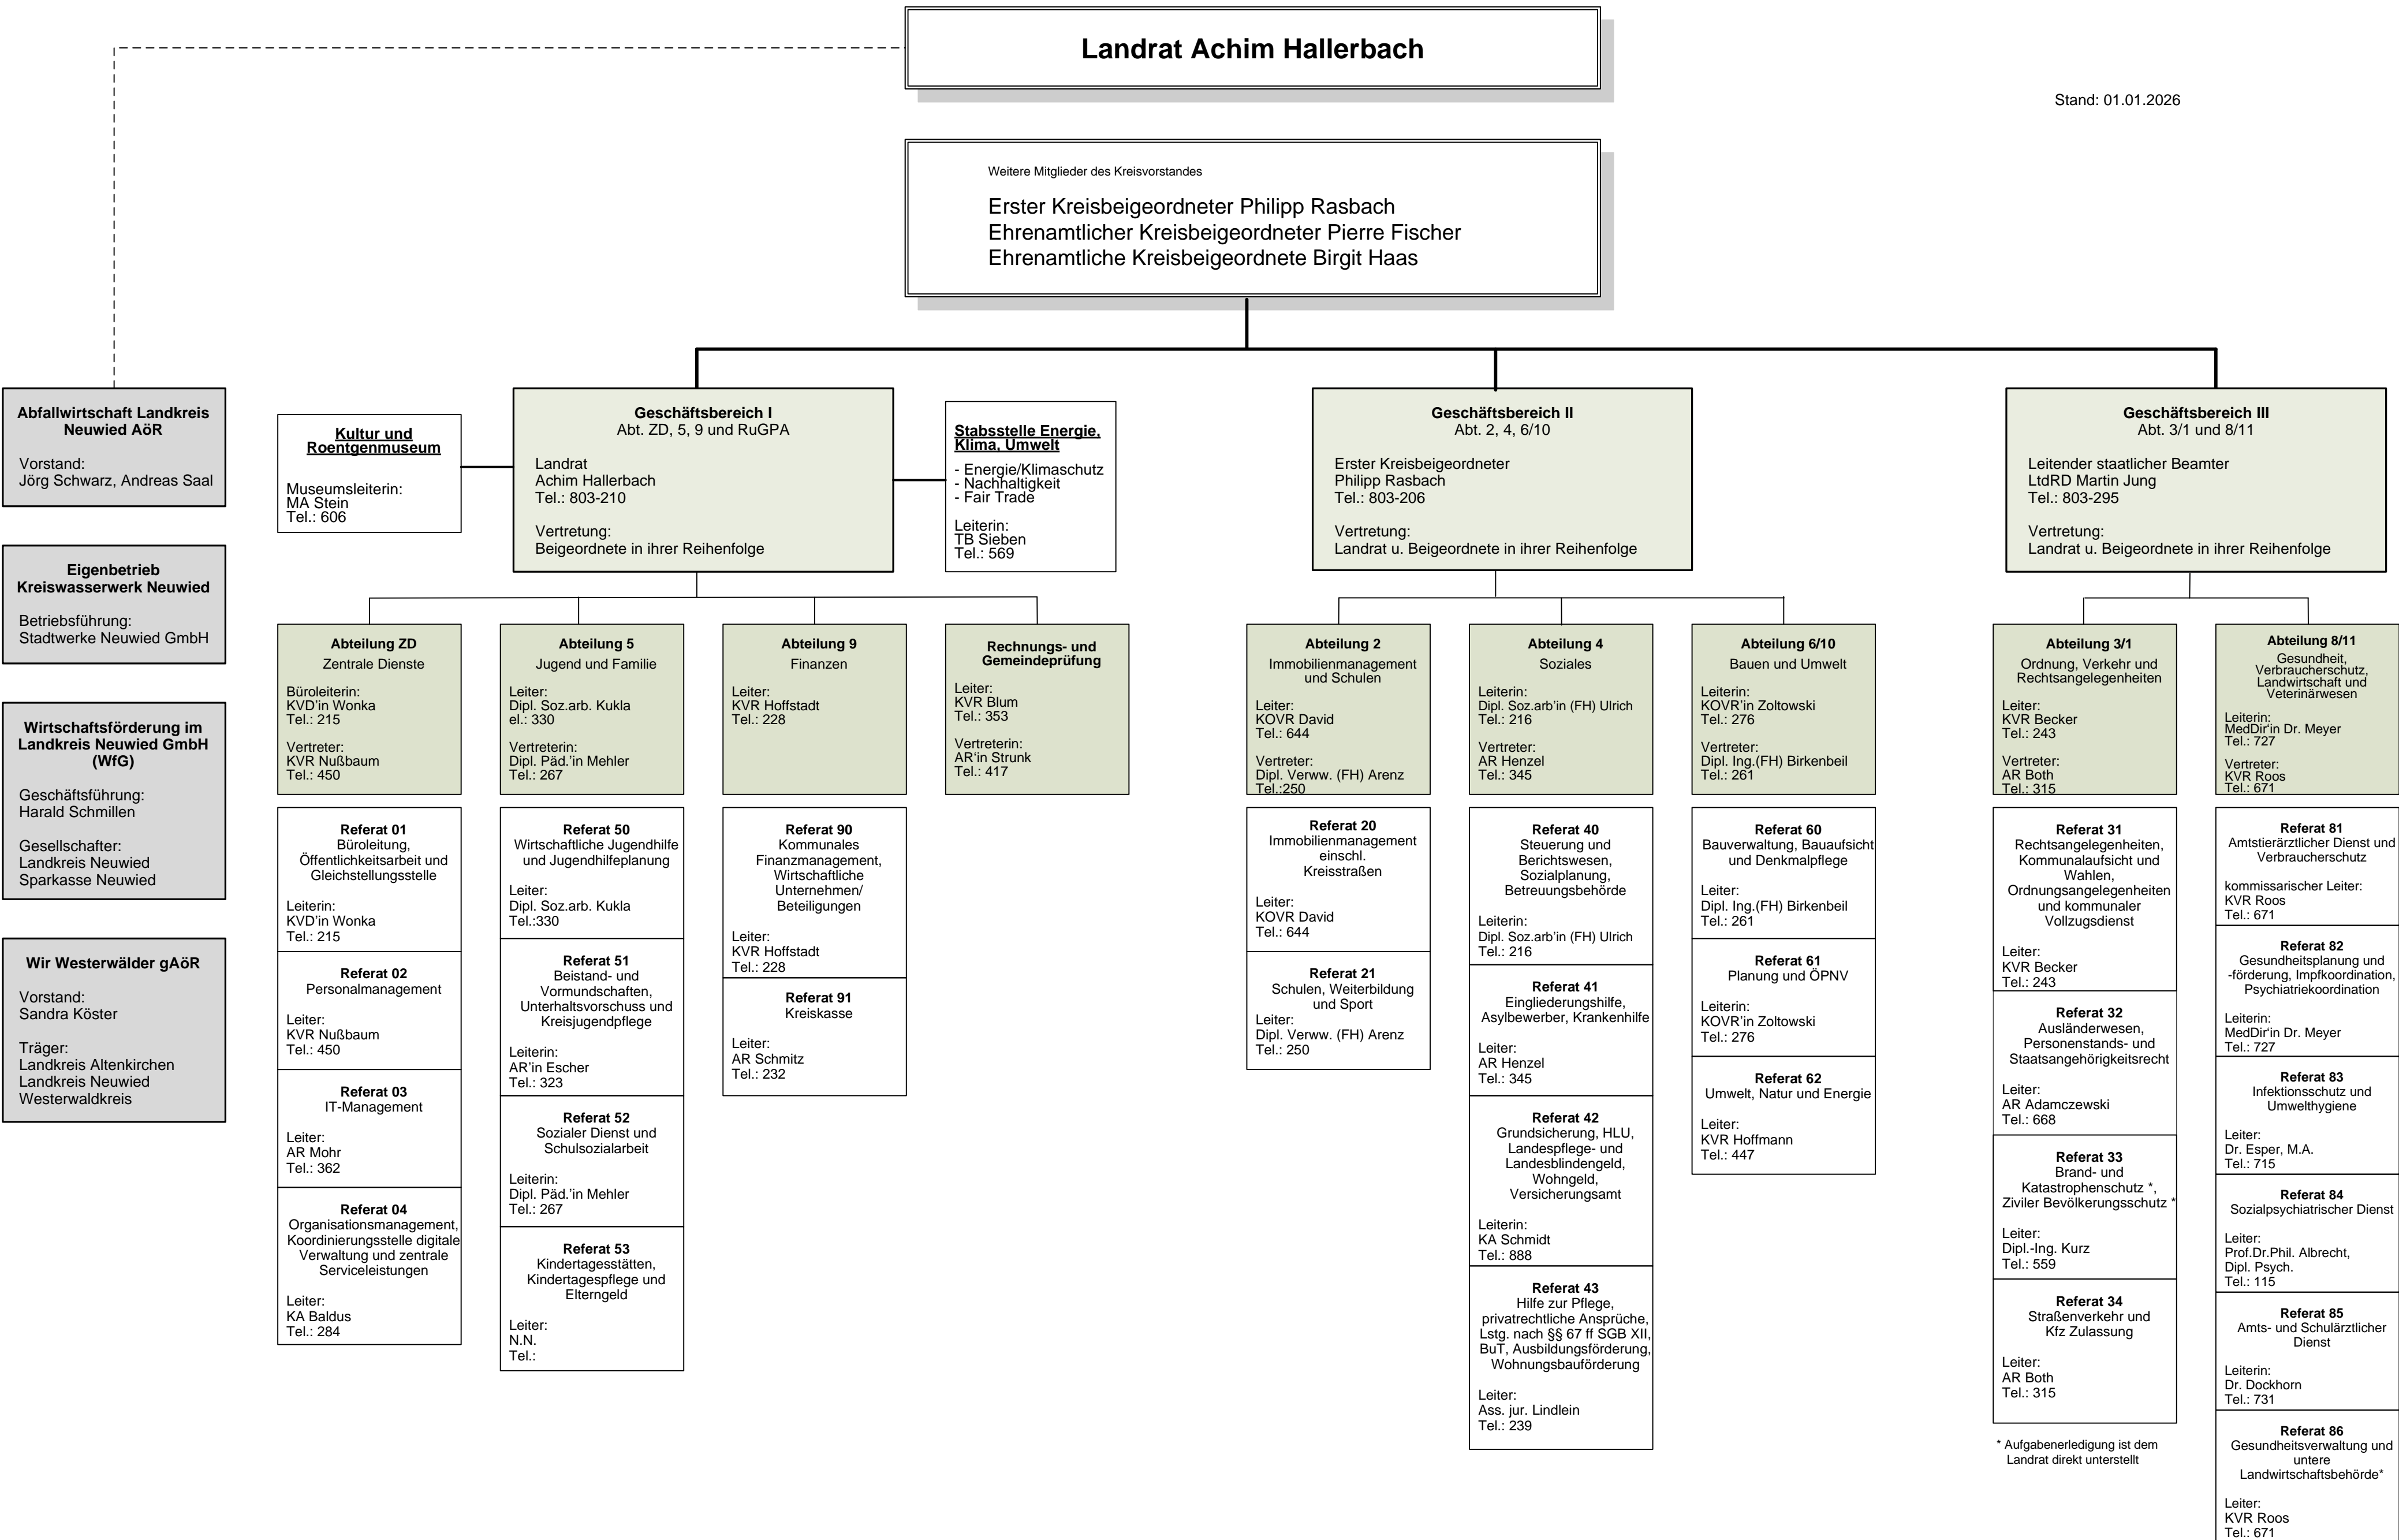 Landrat Achim Hallerbach
Stand: 01.01.2026
Weitere Mitglieder des Kreisvorstandes
Erster Kreisbeigeordneter Philipp Rasbach
Ehrenamtlicher Kreisbeigeordneter Pierre Fischer
Ehrenamtliche Kreisbeigeordnete Birgit Haas
Abfallwirtschaft Landkreis
Neuwied AöR
Vorstand:
Jörg Schwarz, Andreas Saal
Eigenbetrieb
Kreiswasserwerk Neuwied
Betriebsführung:
Stadtwerke Neuwied GmbH
Wirtschaftsförderung im
Landkreis Neuwied GmbH
(WfG)
Geschäftsführung:
Harald Schmillen
Gesellschafter:
Landkreis Neuwied
Sparkasse Neuwied
Wir Westerwälder gAöR
Vorstand:
Sandra Köster
Träger:
Landkreis Altenkirchen
Landkreis Neuwied
Westerwaldkreis
Kultur und
Roentgenmuseum
Museumsleiterin:
MA Stein
Tel.: 606
Geschäftsbereich I
Abt. ZD, 5, 9 und RuGPA
Landrat
Achim Hallerbach
Tel.: 803-210
Vertretung:
Beigeordnete in ihrer Reihenfolge
Stabsstelle Energie,
Klima, Umwelt
- Energie/Klimaschutz
- Nachhaltigkeit
- Fair Trade
Leiterin:
TB Sieben
Tel.: 569
Geschäftsbereich II
Abt. 2, 4, 6/10
Erster Kreisbeigeordneter
Philipp Rasbach
Tel.: 803-206
Vertretung:
Landrat u. Beigeordnete in ihrer Reihenfolge
Geschäftsbereich III
Abt. 3/1 und 8/11
Leitender staatlicher Beamter
LtdRD Martin Jung
Tel.: 803-295
Vertretung:
Landrat u. Beigeordnete in ihrer Reihenfolge
Abteilung ZD
Zentrale Dienste
Büroleiterin:
KVD'in Wonka
Tel.: 215
Vertreter:
KVR Nußbaum
Tel.: 450
Referat 01
Büroleitung,
Öffentlichkeitsarbeit und
Gleichstellungsstelle
Leiterin:
KVD'in Wonka
Tel.: 215
Referat 02
Personalmanagement
Leiter:
KVR Nußbaum
Tel.: 450
Referat 03
IT-Management
Leiter:
AR Mohr
Tel.: 362
Referat 04
Organisationsmanagement,
Koordinierungsstelle digitale
Verwaltung und zentrale
Serviceleistungen
Leiter:
KA Baldus
Tel.: 284
Abteilung 5
Jugend und Familie
Leiter:
Dipl. Soz.arb. Kukla
el.: 330
Vertreterin:
Dipl. Päd.'in Mehler
Tel.: 267
Referat 50
Wirtschaftliche Jugendhilfe
und Jugendhilfeplanung
Leiter:
Dipl. Soz.arb. Kukla
Tel.:330
Referat 51
Beistand- und
Vormundschaften,
Unterhaltsvorschuss und
Kreisjugendpflege
Leiterin:
AR'in Escher
Tel.: 323
Referat 52
Sozialer Dienst und
Schulsozialarbeit
Leiterin:
Dipl. Päd.'in Mehler
Tel.: 267
Referat 53
Kindertagesstätten,
Kindertagespflege und
Elterngeld
Leiter:
N.N.
Tel.:
Abteilung 9
Finanzen
Leiter:
KVR Hoffstadt
Tel.: 228
Referat 90
Kommunales
Finanzmanagement,
Wirtschaftliche
Unternehmen/
Beteiligungen
Leiter:
KVR Hoffstadt
Tel.: 228
Referat 91
Kreiskasse
Leiter:
AR Schmitz
Tel.: 232
Rechnungs- und
Gemeindeprüfung
Leiter:
KVR Blum
Tel.: 353
Vertreterin:
AR'in Strunk
Tel.: 417
Abteilung 2
Immobilienmanagement
und Schulen
Leiter:
KOVR David
Tel.: 644
Vertreter:
Dipl. Verww. (FH) Arenz
Tel.:250
Referat 20
Immobilienmanagement
einschl.
Kreisstraßen
Leiter:
KOVR David
Tel.: 644
Referat 21
Schulen, Weiterbildung
und Sport
Leiter:
Dipl. Verww. (FH) Arenz
Tel.: 250
Abteilung 4
Soziales
Leiterin:
Dipl. Soz.arb'in (FH) Ulrich
Tel.: 216
Vertreter:
AR Henzel
Tel.: 345
Referat 40
Steuerung und
Berichtswesen,
Sozialplanung,
Betreuungsbehörde
Leiterin:
Dipl. Soz.arb'in (FH) Ulrich
Tel.: 216
Referat 41
Eingliederungshilfe,
Asylbewerber, Krankenhilfe
Leiter:
AR Henzel
Tel.: 345
Referat 42
Grundsicherung, HLU,
Landespflege- und
Landesblindengeld,
Wohngeld,
Versicherungsamt
Leiterin:
KA Schmidt
Tel.: 888
Referat 43
Hilfe zur Pflege,
privatrechtliche Ansprüche,
Lstg. nach §§ 67 ff SGB XII,
BuT, Ausbildungsförderung,
Wohnungsbauförderung
Leiter:
Ass. jur. Lindlein
Tel.: 239
Abteilung 6/10
Bauen und Umwelt
Leiterin:
KOVR'in Zoltowski
Tel.: 276
Vertreter:
Dipl. Ing.(FH) Birkenbeil
Tel.: 261
Referat 60
Bauverwaltung, Bauaufsicht
und Denkmalpflege
Leiter:
Dipl. Ing.(FH) Birkenbeil
Tel.: 261
Referat 61
Planung und ÖPNV
Leiterin:
KOVR'in Zoltowski
Tel.: 276
Referat 62
Umwelt, Natur und Energie
Leiter:
KVR Hoffmann
Tel.: 447
Abteilung 3/1
Ordnung, Verkehr und
Rechtsangelegenheiten
Leiter:
KVR Becker
Tel.: 243
Vertreter:
AR Both
Tel.: 315
Referat 31
Rechtsangelegenheiten,
Kommunalaufsicht und
Wahlen,
Ordnungsangelegenheiten
und kommunaler
Vollzugsdienst
Leiter:
KVR Becker
Tel.: 243
Referat 32
Ausländerwesen,
Personenstands- und
Staatsangehörigkeitsrecht
Leiter:
AR Adamczewski
Tel.: 668
Referat 33
Brand- und
Katastrophenschutz *,
Ziviler Bevölkerungsschutz *
Leiter:
Dipl.-Ing. Kurz
Tel.: 559
Referat 34
Straßenverkehr und
Kfz Zulassung
Leiter:
AR Both
Tel.: 315
* Aufgabenerledigung ist dem
Landrat direkt unterstellt
Abteilung 8/11
Gesundheit,
Verbraucherschutz,
Landwirtschaft und
Veterinärwesen
Leiterin:
MedDir'in Dr. Meyer
Tel.: 727
Vertreter:
KVR Roos
Tel.: 671
Referat 81
Amtstierärztlicher Dienst und
Verbraucherschutz
kommissarischer Leiter:
KVR Roos
Tel.: 671
Referat 82
Gesundheitsplanung und
-förderung, Impfkoordination,
Psychiatriekoordination
Leiterin:
MedDir'in Dr. Meyer
Tel.: 727
Referat 83
Infektionsschutz und
Umwelthygiene
Leiter:
Dr. Esper, M.A.
Tel.: 715
Referat 84
Sozialpsychiatrischer Dienst
Leiter:
Prof.Dr.Phil. Albrecht,
Dipl. Psych.
Tel.: 115
Referat 85
Amts- und Schulärztlicher
Dienst
Leiterin:
Dr. Dockhorn
Tel.: 731
Referat 86
Gesundheitsverwaltung und
untere
Landwirtschaftsbehörde*
Leiter:
KVR Roos
Tel.: 671